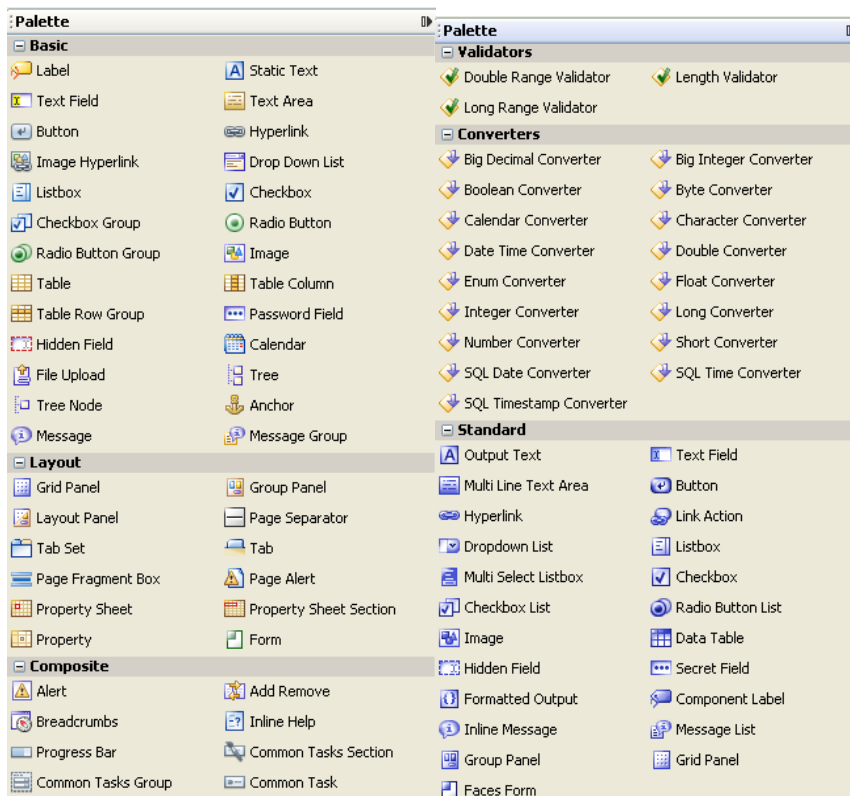 Palette
Basic
Label Static Text
Text Field Text Area
Button Hyperlink
Image Hyperlink Drop Down List
Listbox Checkbox
Checkbox Group Radio Button
Radio Button Group Image
Table Table Column
Table Row Group Password Field
Hidden Field Calendar
File Upload Tree
Tree Node Anchor
Message Message Group
Layout
Grid Panel Group Panel
Layout Panel Page Separator
Tab Set Tab
Page Fragment Box Page Alert
Property Sheet Property Sheet Section
Property Form
Composite
Alert Add Remove
Breadcrumbs Inline Help
Progress Bar Common Tasks Section
Common Tasks Group Common Task
Palette
Validators
Double Range Validator Length Validator
Long Range Validator
Converters
Big Decimal Converter Big Integer Converter
Boolean Converter Byte Converter
Calendar Converter Character Converter
Date Time Converter Double Converter
Enum Converter Float Converter
Integer Converter Long Converter
Number Converter Short Converter
SQL Date Converter SQL Time Converter
SQL Timestamp Converter
Standard
Output Text Text Field
Multi Line Text Area Button
Hyperlink Link Action
Dropdown List Listbox
Multi Select Listbox Checkbox
Checkbox List Radio Button List
Image Data Table
Hidden Field Secret Field
Formatted Output Component Label
Inline Message Message List
Group Panel Grid Panel
Faces Form